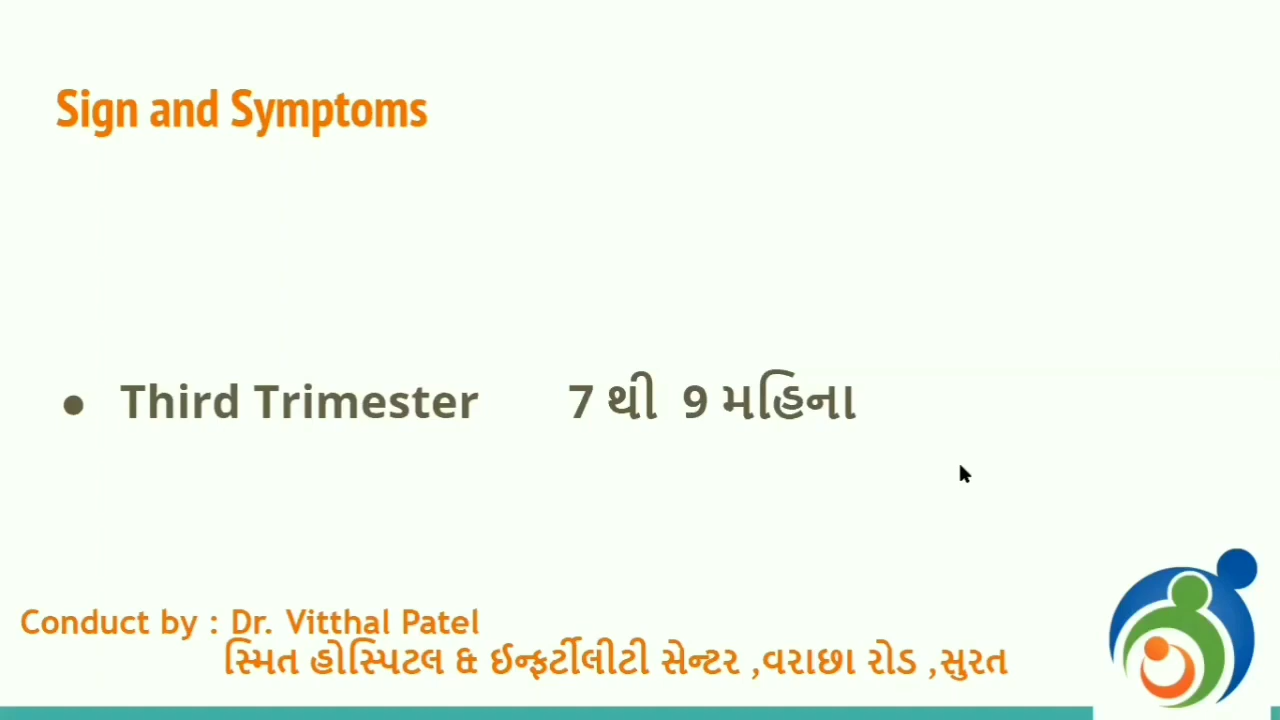 Sign and Symptoms
● Third Trimester 7 થી 9 મહિના
Conduct by : Dr. Vitthal Patel
સ્મિત હોસ્પિટલ & ઈન્ફર્ટીલીટી સેન્ટર ,વરાછા રોડ ,સુરત